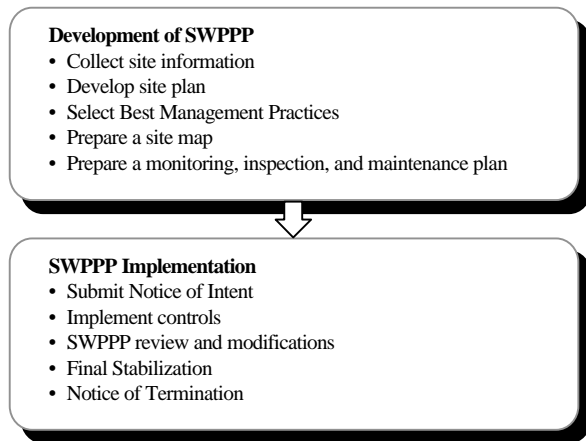 Development of SWPPP
• Collect site information
• Develop site plan
• Select Best Management Practices
• Prepare a site map
• Prepare a monitoring, inspection, and maintenance plan
SWPPP Implementation
• Submit Notice of Intent
• Implement controls
• SWPPP review and modifications
• Final Stabilization
• Notice of Termination